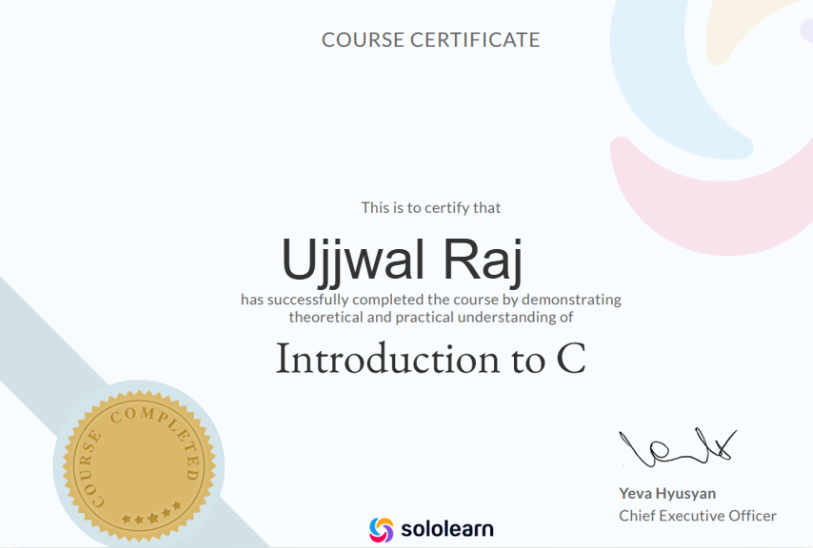 COURSE CERTIFICATE
This is to certify that
Ujjwal Raj
has successfully completed the course by demonstrating
theoretical and practical understanding of
Introduction to C
COURSE COMPLETED
Yeva Hyusyan
Chief Executive Officer
sololearn